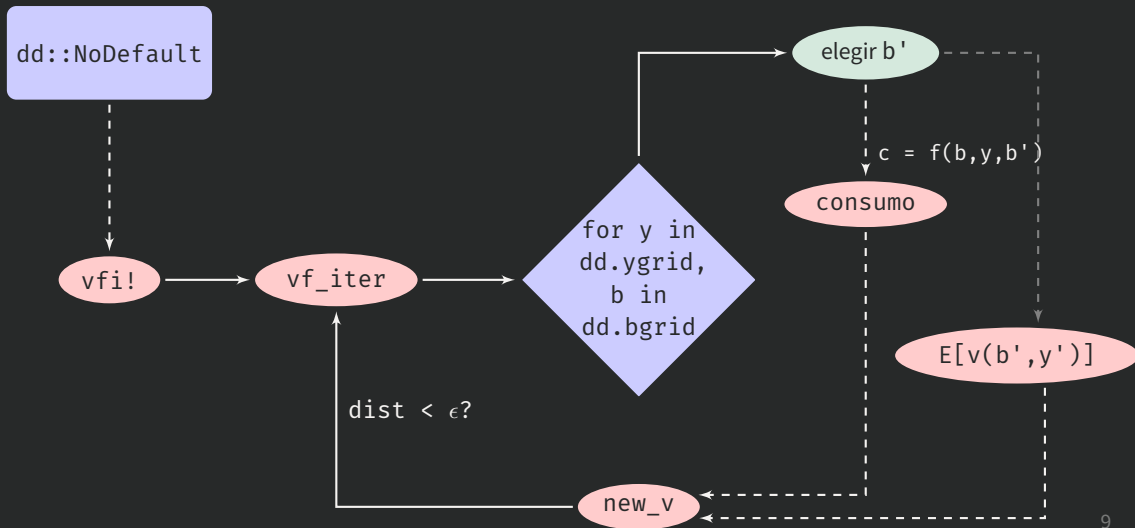 dd::NoDefault
elegir b'
c = f(b,y,b')
consumo
for y in
dd.ygrid,
b in
dd.bgrid
vfi!
vf_iter
E[v(b',y')]
dist < ϵ?
new_v
9